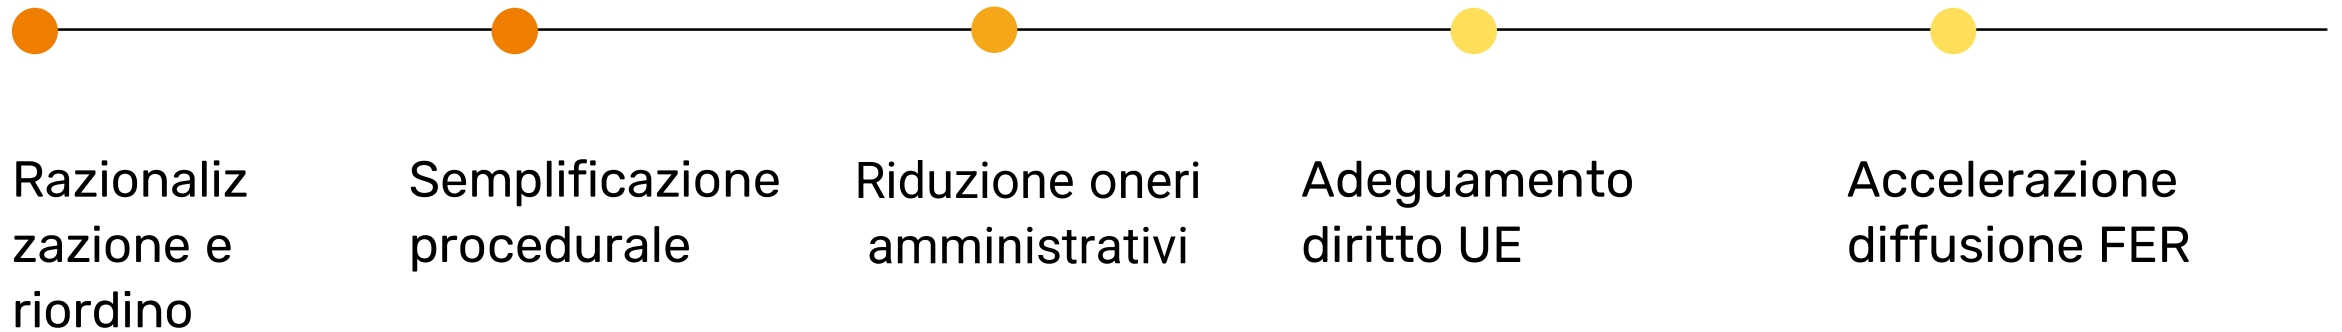 Razionaliz
zazione e
riordino
Semplificazione
procedurale
Riduzione oneri
amministrativi
Adeguamento
diritto UE
Accelerazione
diffusione FER